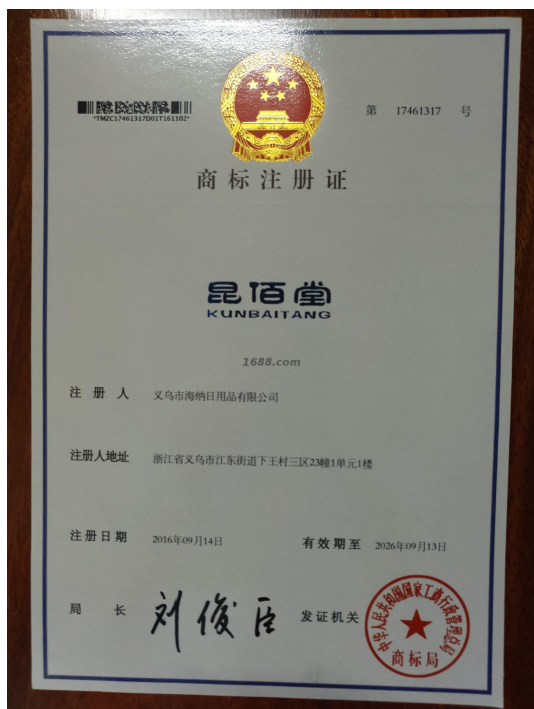 *TMZC17461317D01T161102*
第 17461317 号
商标注册证
昆佰堂
KUNBAITANG
1688.com
注册人 义乌市海纳日用品有限公司
注册人地址 浙江省义乌市江东街道下王村三区23幢1单元1楼
注册日期 2016年09月14日 有效期至 2026年09月13日
局长 刘俊臣 发证机关
中华人民共和国国家工商行政管理总局
商标局